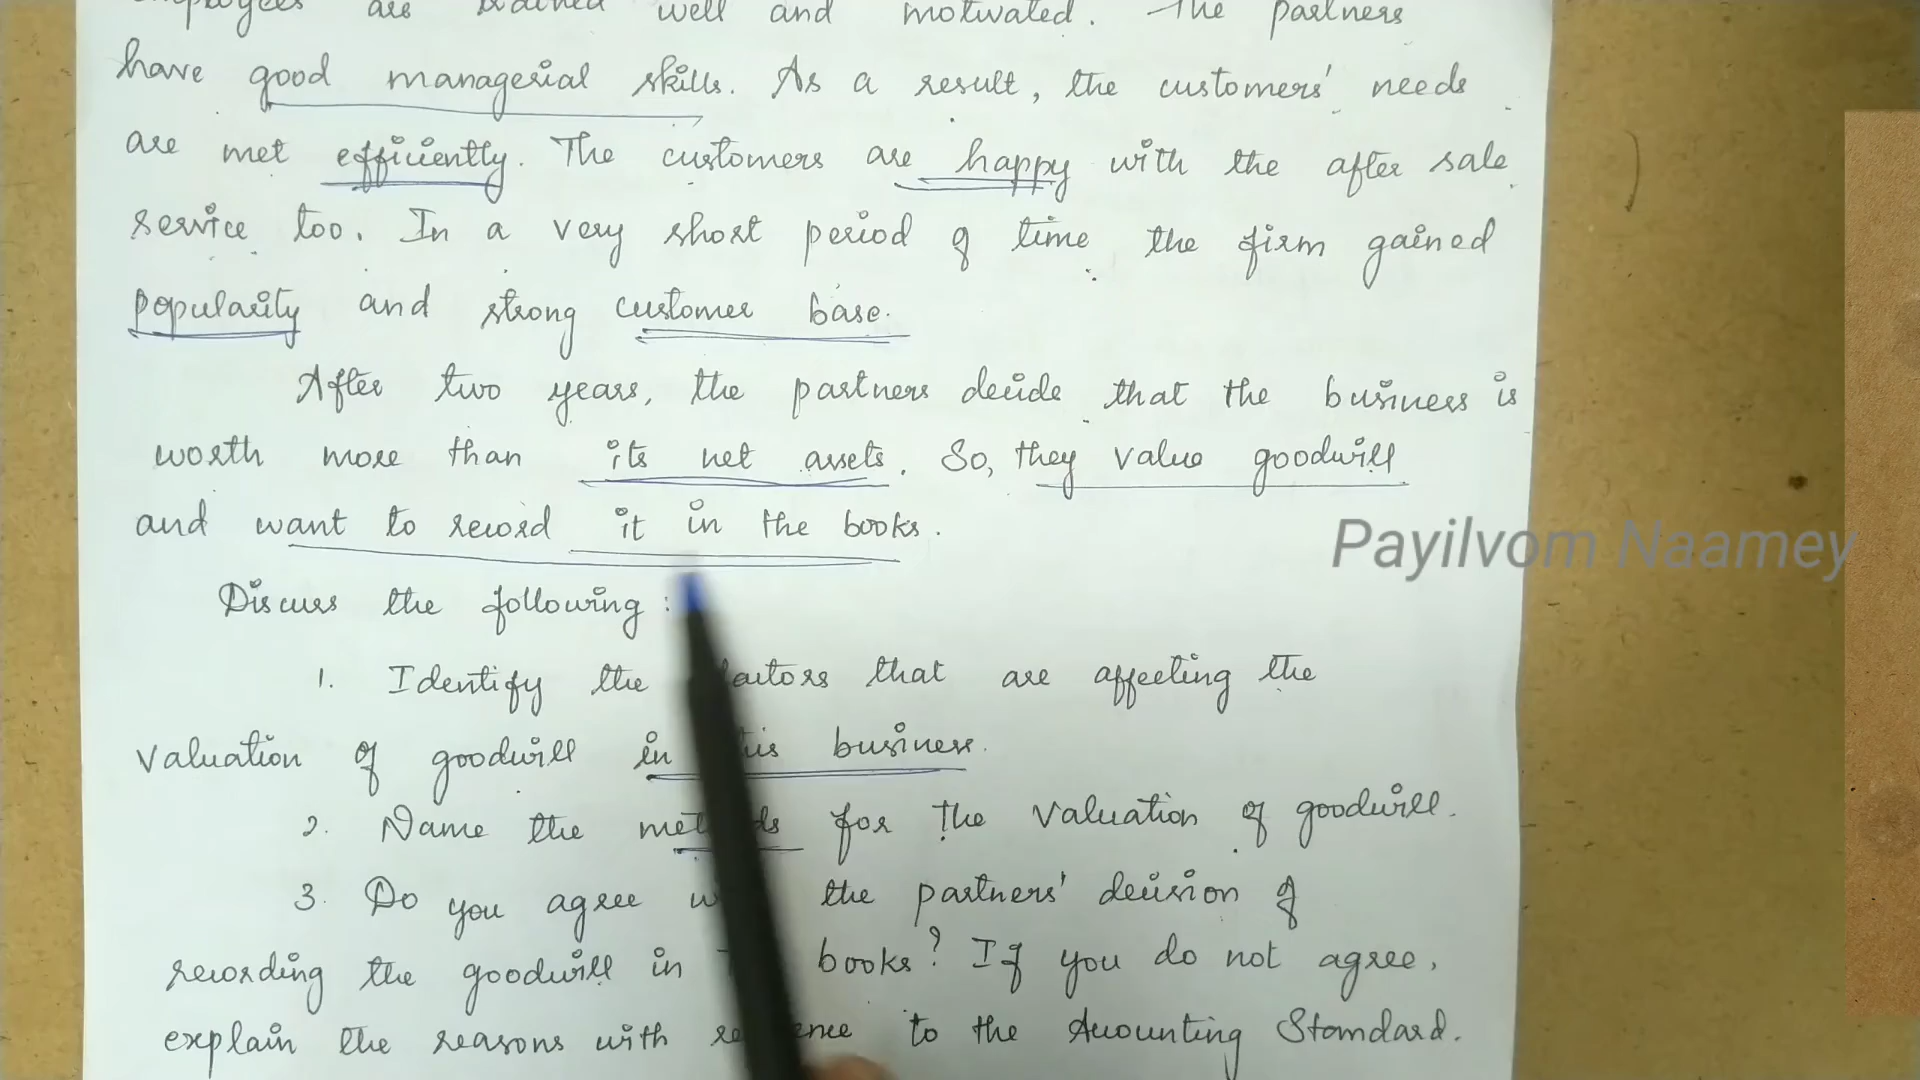 employees are trained well and motivated. The partners
have good managerial skills. As a result, the customers' needs
are met efficiently. The customers are happy with the after sale
service too. In a very short period of time the firm gained
popularity and strong customer base.
After two years, the partners decide that the business is
worth more than its net assets. So, they value goodwill
and want to record it in the books.
Payilvom Naamey
Discuss the following:
1. Identify the factors that are affecting the
valuation of goodwill in this business.
2. Name the methods for the valuation of goodwill.
3. Do you agree the partners' decision of
recording the goodwill in books? If you do not agree,
explain the reasons with reference to the Accounting Standard.